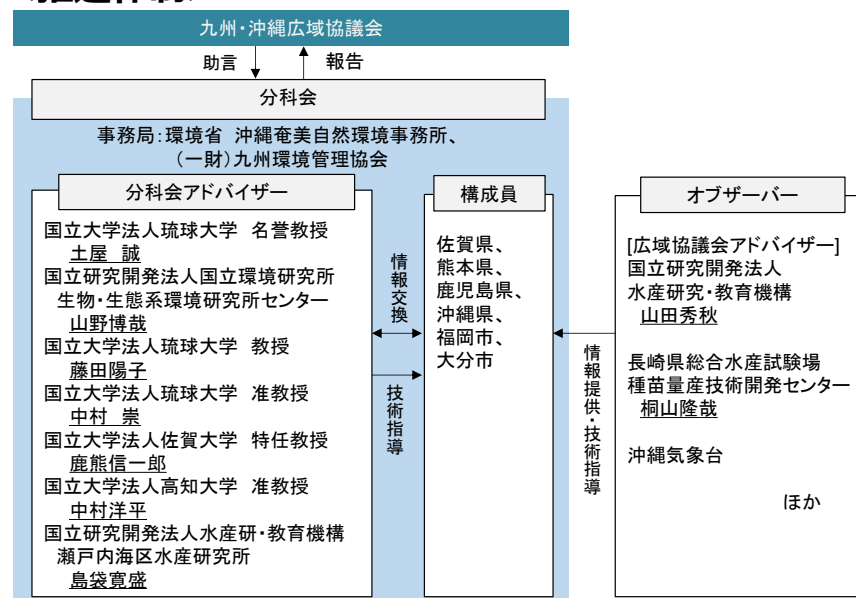 九州・沖縄広域協議会
助言
報告
分科会
事務局：環境省 沖縄奄美自然環境事務所、
（一財）九州環境管理協会
分科会アドバイザー
国立大学法人琉球大学 名誉教授
土屋 誠
国立研究開発法人国立環境研究所
生物・生態系環境研究所センター
山野博哉
国立大学法人琉球大学 教授
藤田陽子
国立大学法人琉球大学 准教授
中村 崇
国立大学法人佐賀大学 特任教授
鹿熊信一郎
国立大学法人高知大学 准教授
中村洋平
国立研究開発法人水産研・教育機構
瀬戸内海区水産研究所
島袋寛盛
情報交換
技術指導
構成員
佐賀県、
熊本県、
鹿児島県、
沖縄県、
福岡市、
大分市
情報提供・技術指導
オブザーバー
[広域協議会アドバイザー]
国立研究開発法人
水産研究・教育機構
山田秀秋
長崎県総合水産試験場
種苗量産技術開発センター
桐山隆哉
沖縄気象台
ほか